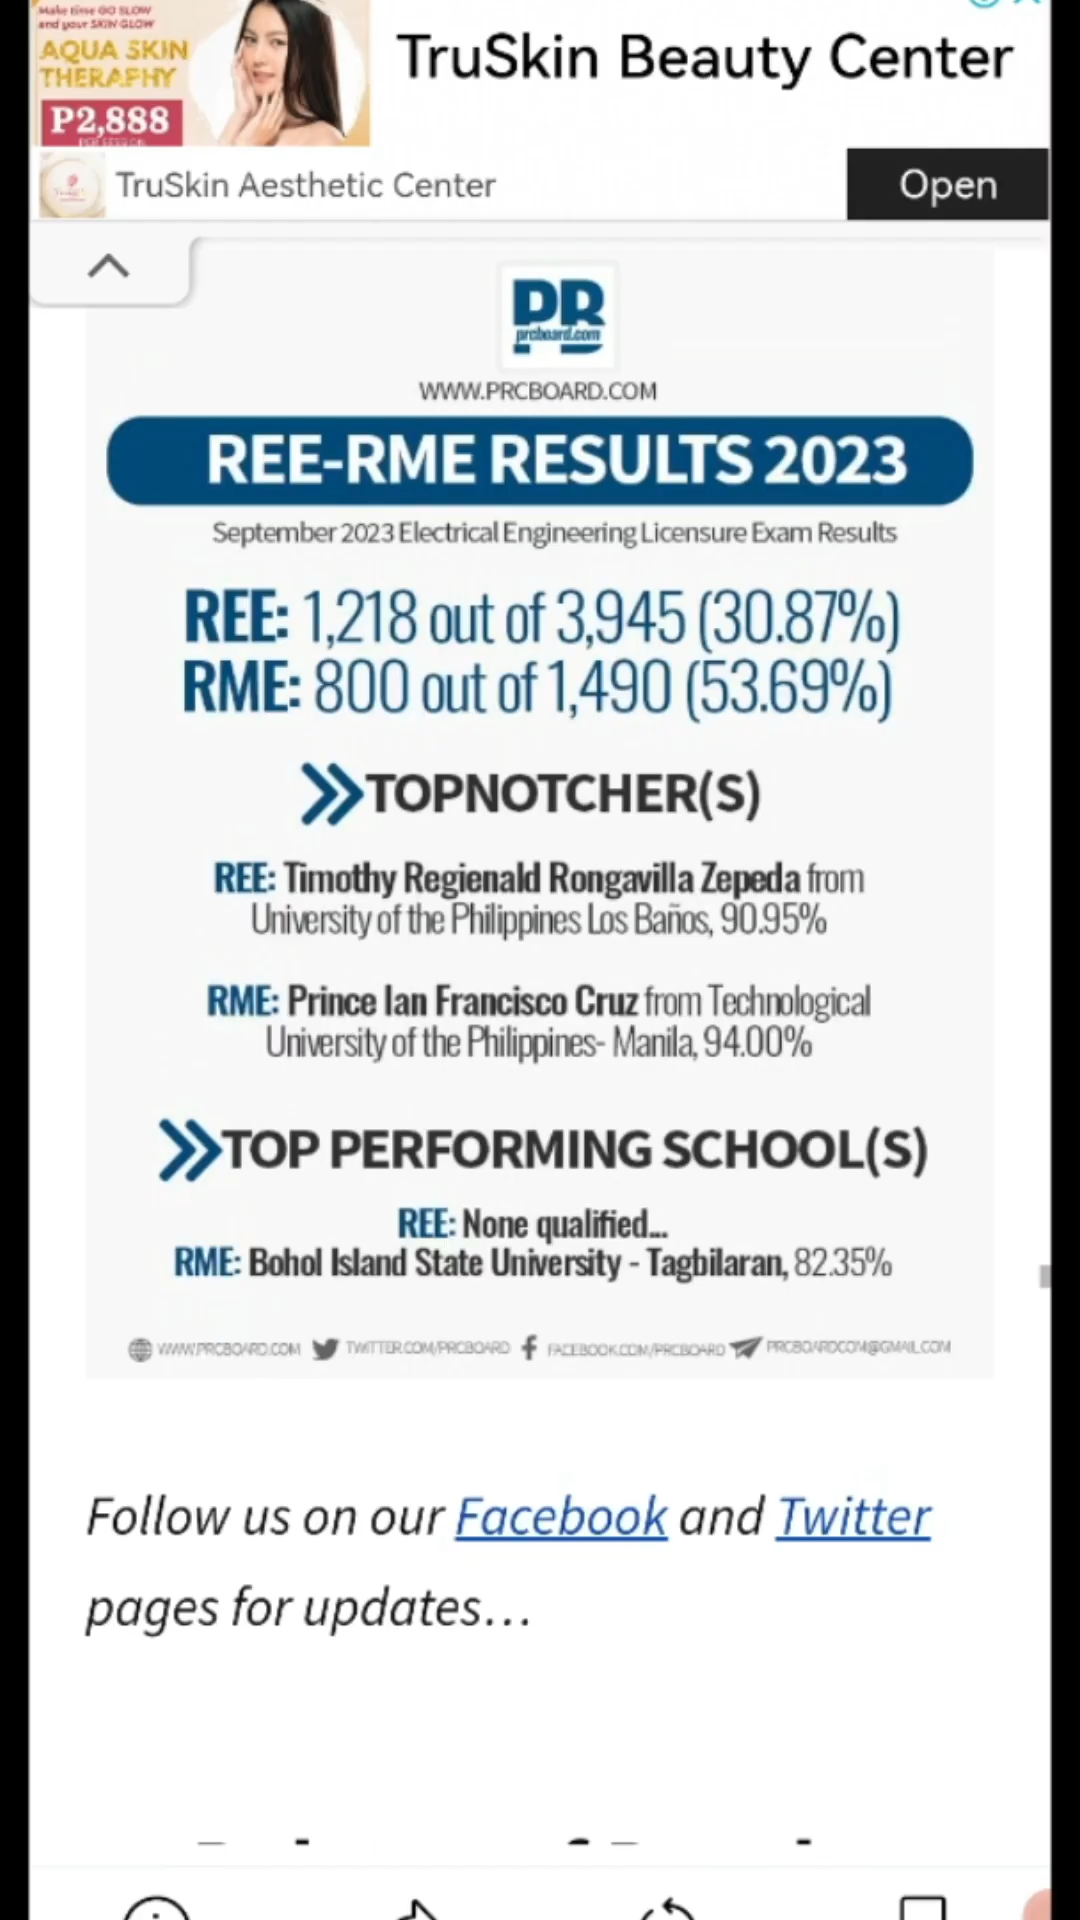 Make time GO SLOW
and your SKIN GLOW
AQUA SKIN
THERAPHY
P2,888
TruSkin Beauty Center
TruSkin Aesthetic Center
Open
PB
prcboard.com
WWW.PRCBOARD.COM
REE-RME RESULTS 2023
September 2023 Electrical Engineering Licensure Exam Results
REE: 1,218 out of 3,945 (30.87%)
RME: 800 out of 1,490 (53.69%)
TOPNOTCHER(S)
REE: Timothy Regienald Rongavilla Zepeda from
University of the Philippines Los Baños, 90.95%
RME: Prince Ian Francisco Cruz from Technological
University of the Philippines- Manila, 94.00%
TOP PERFORMING SCHOOL(S)
REE: None qualified...
RME: Bohol Island State University - Tagbilaran, 82.35%
WWW.PRCBOARD.COM TWITTER.COM/PRCBOARD FACEBOOK.COM/PRCBOARD PRCBOARDCOM@GMAIL.COM
Follow us on our Facebook and Twitter
pages for updates...